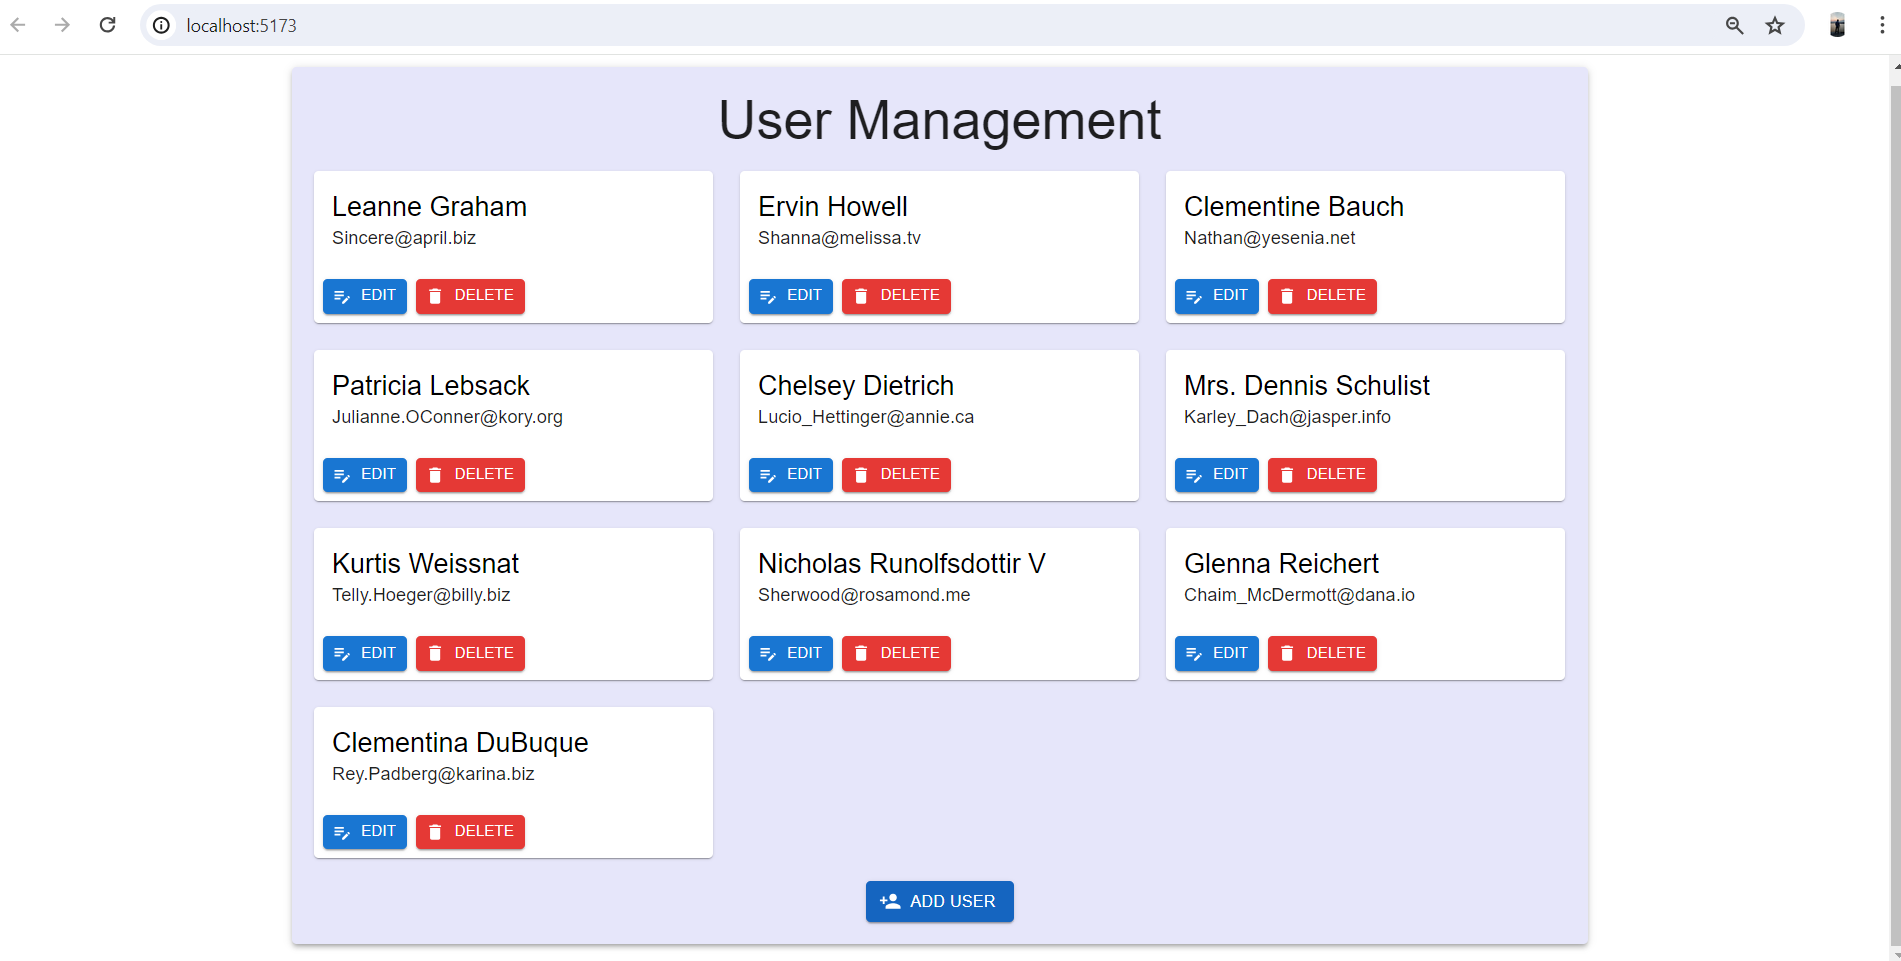 localhost:5173
User Management
Leanne Graham
Sincere@april.biz
EDIT DELETE
Ervin Howell
Shanna@melissa.tv
EDIT DELETE
Clementine Bauch
Nathan@yesenia.net
EDIT DELETE
Patricia Lebsack
Julianne.OConner@kory.org
EDIT DELETE
Chelsey Dietrich
Lucio_Hettinger@annie.ca
EDIT DELETE
Mrs. Dennis Schulist
Karley_Dach@jasper.info
EDIT DELETE
Kurtis Weissnat
Telly.Hoeger@billy.biz
EDIT DELETE
Nicholas Runolfsdottir V
Sherwood@rosamond.me
EDIT DELETE
Glenna Reichert
Chaim_McDermott@dana.io
EDIT DELETE
Clementina DuBuque
Rey.Padberg@karina.biz
EDIT DELETE
ADD USER